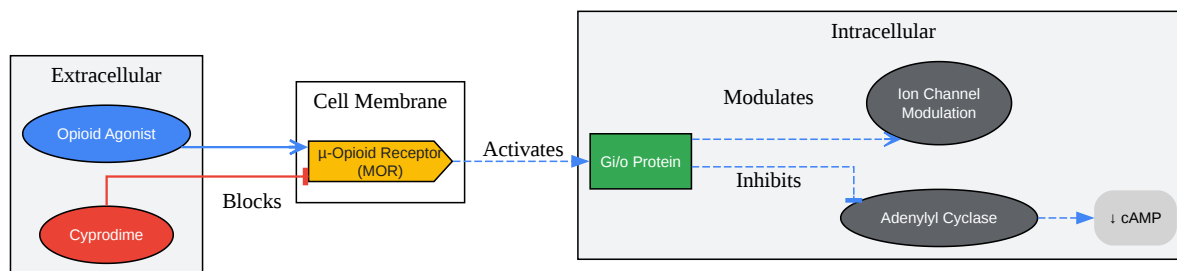 Extracellular
Opioid Agonist
Cyprodime
Blocks
Cell Membrane
µ-Opioid Receptor
(MOR)
Activates
Intracellular
Gi/o Protein
Modulates
Inhibits
Ion Channel
Modulation
Adenylyl Cyclase
↓ cAMP